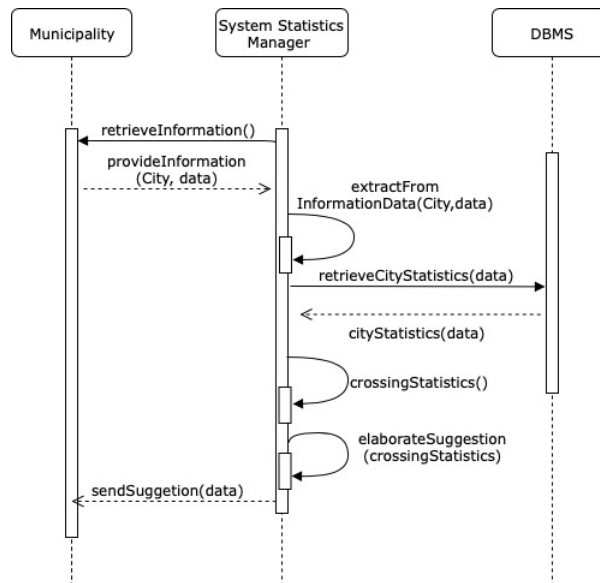 Municipality
System Statistics
Manager
DBMS
retrieveInformation()
provideInformation
(City, data)
extractFrom
InformationData(City,data)
retrieveCityStatistics(data)
cityStatistics(data)
crossingStatistics()
elaborateSuggestion
(crossingStatistics)
sendSuggetion(data)